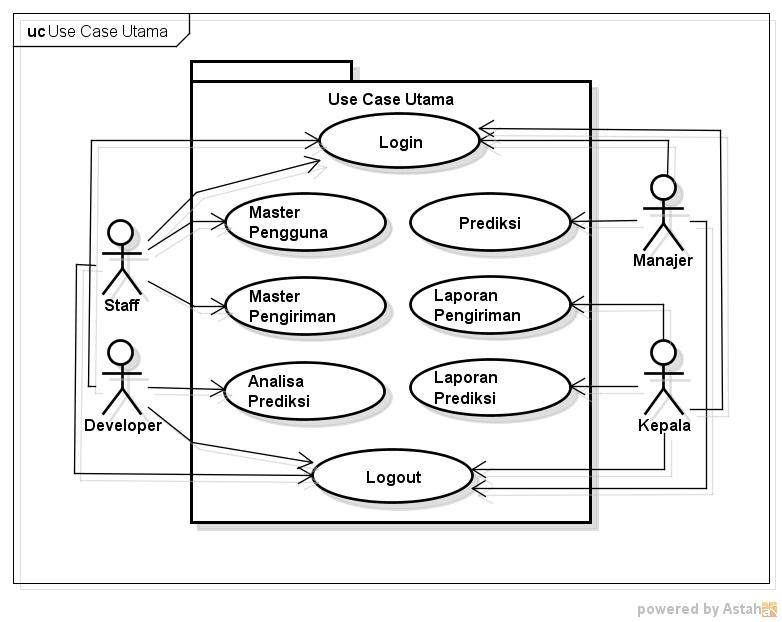 uc Use Case Utama
Use Case Utama
Login
Master
Pengguna
Prediksi
Manajer
Staff
Master
Pengiriman
Laporan
Pengiriman
Developer
Analisa
Prediksi
Laporan
Prediksi
Kepala
Logout
powered by Astah